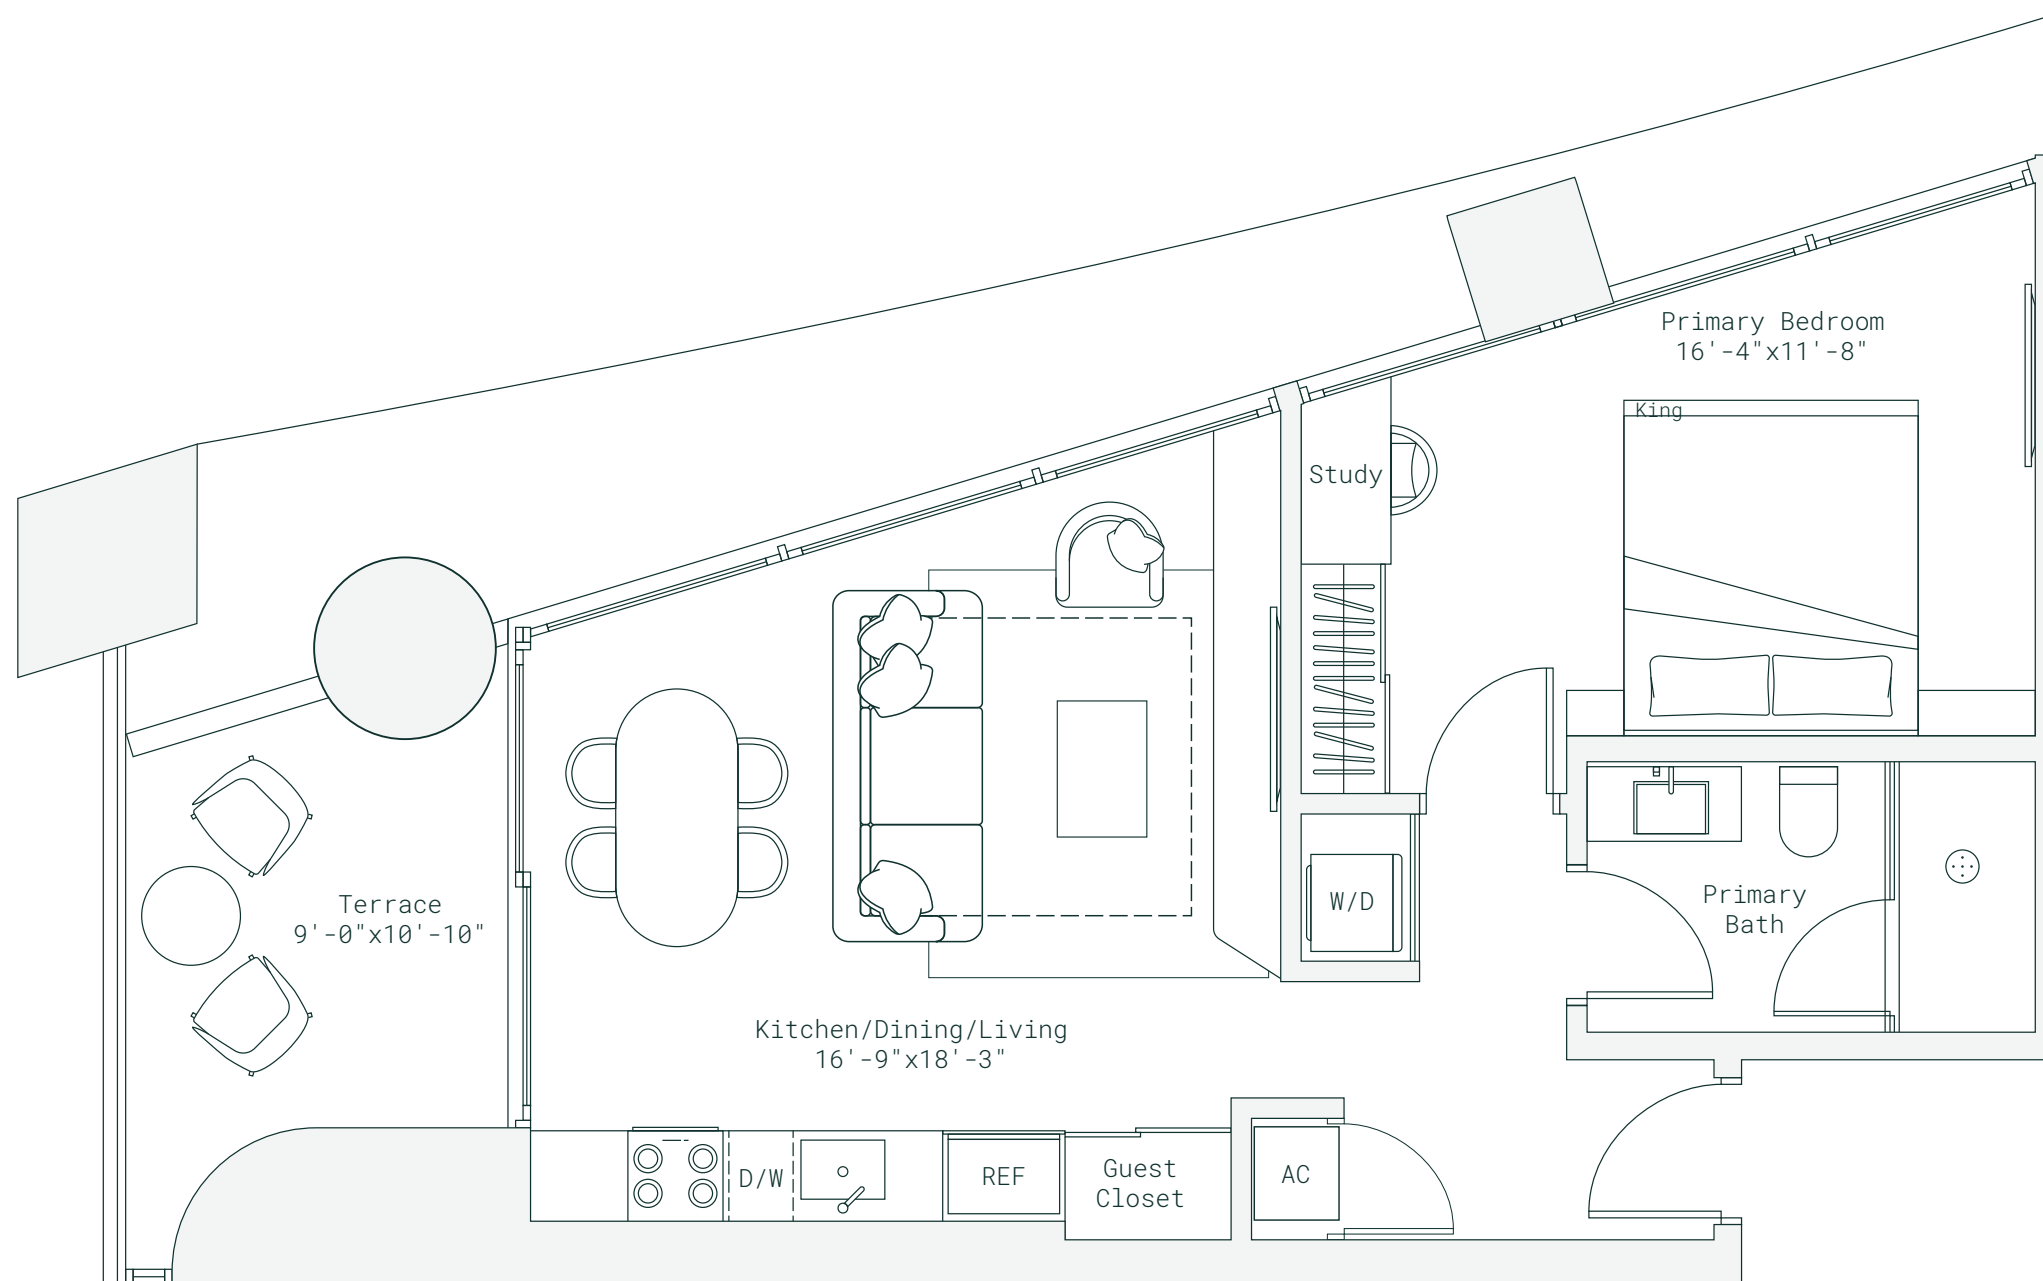 Primary Bedroom
16'-4"x11'-8"
King
Study
W/D
Primary
Bath
Terrace
9'-0"x10'-10"
Kitchen/Dining/Living
16'-9"x18'-3"
D/W
REF
Guest
Closet
AC